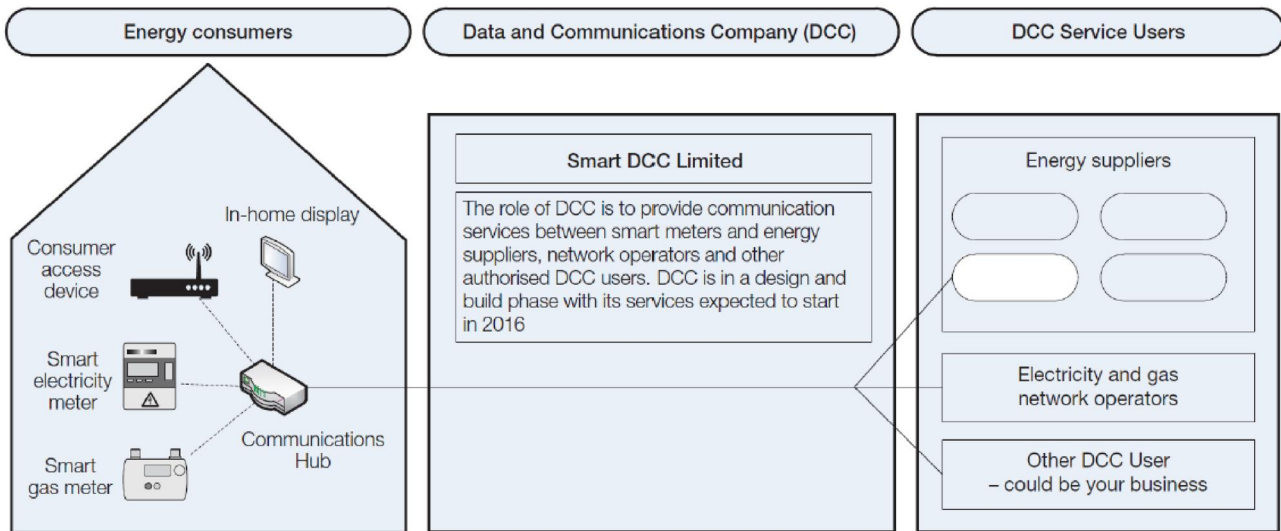 Energy consumers
Data and Communications Company (DCC)
DCC Service Users
In-home display
Consumer
access
device
Smart
electricity
meter
Communications
Hub
Smart
gas meter
Smart DCC Limited
The role of DCC is to provide communication
services between smart meters and energy
suppliers, network operators and other
authorised DCC users. DCC is in a design and
build phase with its services expected to start
in 2016
Energy suppliers
Electricity and gas
network operators
Other DCC User
– could be your business